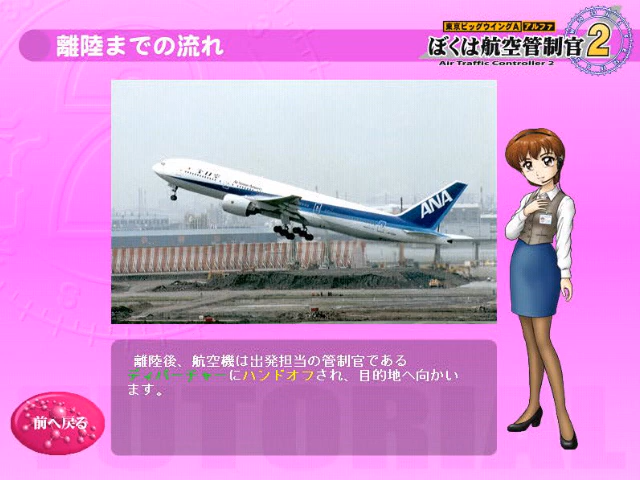 離陸までの流れ
東京ビッグウイングA アルファ
ぼくは航空管制官2
Air Traffic Controller 2
ANA
離陸後、航空機は出発担当の管制官である
ディパーチャーにハンドオフされ、目的地へ向かい
ます。
前へ戻る
TUTORIAL